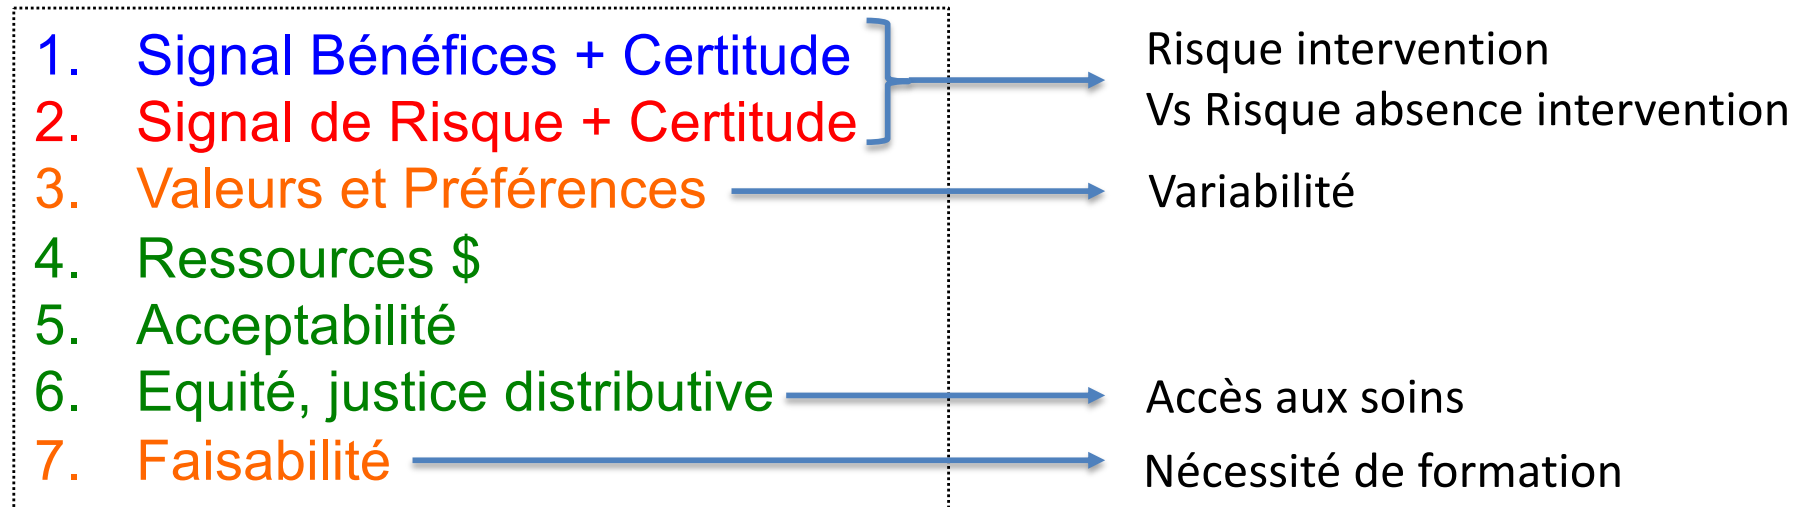 1. Signal Bénéfices + Certitude
2. Signal de Risque + Certitude
3. Valeurs et Préférences
4. Ressources $
5. Acceptabilité
6. Equité, justice distributive
7. Faisabilité
Risque intervention
Vs Risque absence intervention
Variabilité
Accès aux soins
Nécessité de formation